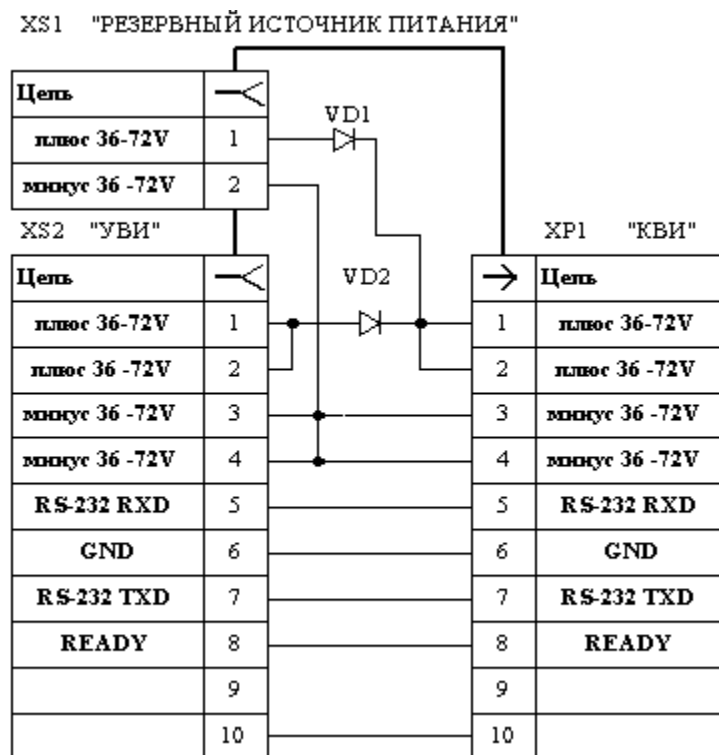 XS1 "РЕЗЕРВНЫЙ ИСТОЧНИК ПИТАНИЯ"
Цепь
плюс 36-72V 1
минус 36 -72V 2
VD1
XS2 "УВИ"
XP1 "КВИ"
Цепь VD2 Цепь
плюс 36-72V 1 1 плюс 36-72V
плюс 36 -72V 2 2 плюс 36 -72V
минус 36 -72V 3 3 минус 36 -72V
минус 36 -72V 4 4 минус 36 -72V
RS-232 RXD 5 5 RS-232 RXD
GND 6 6 GND
RS-232 TXD 7 7 RS-232 TXD
READY 8 8 READY
9 9
10 10